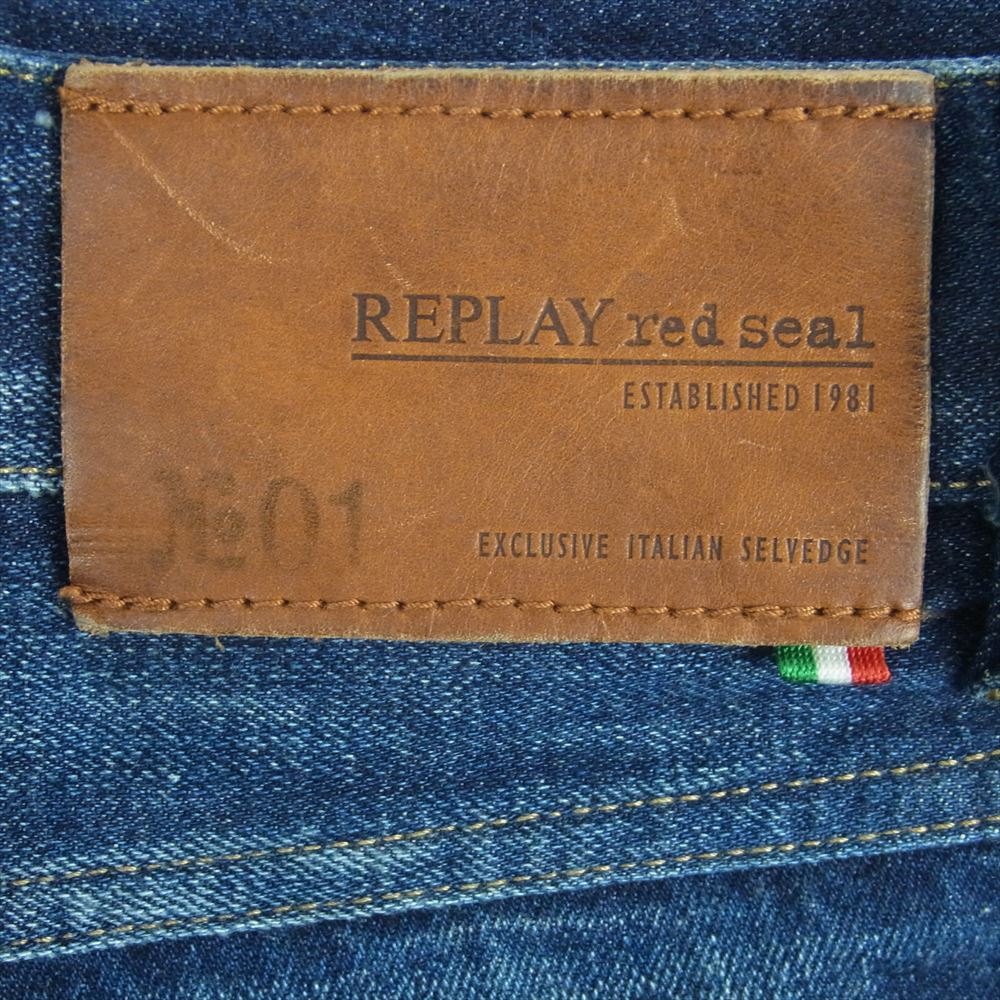 REPLAY red seal
ESTABLISHED 1981
№01
EXCLUSIVE ITALIAN SELVEDGE